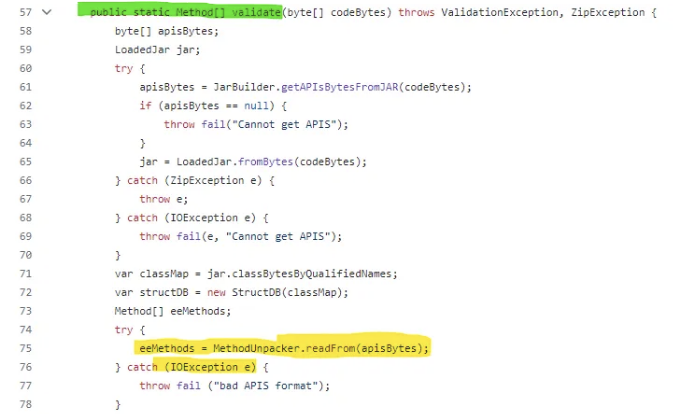 57 public static Method[] validate(byte[] codeBytes) throws ValidationException, ZipException {
58 byte[] apisBytes;
59 LoadedJar jar;
60 try {
61 apisBytes = JarBuilder.getAPIsBytesFromJAR(codeBytes);
62 if (apisBytes == null) {
63 throw fail("Cannot get APIS");
64 }
65 jar = LoadedJar.fromBytes(codeBytes);
66 } catch (ZipException e) {
67 throw e;
68 } catch (IOException e) {
69 throw fail(e, "Cannot get APIS");
70 }
71 var classMap = jar.classBytesByQualifiedNames;
72 var structDB = new StructDB(classMap);
73 Method[] eeMethods;
74 try {
75 eeMethods = MethodUnpacker.readFrom(apisBytes);
76 } catch (IOException e) {
77 throw fail ("bad APIS format");
78 }